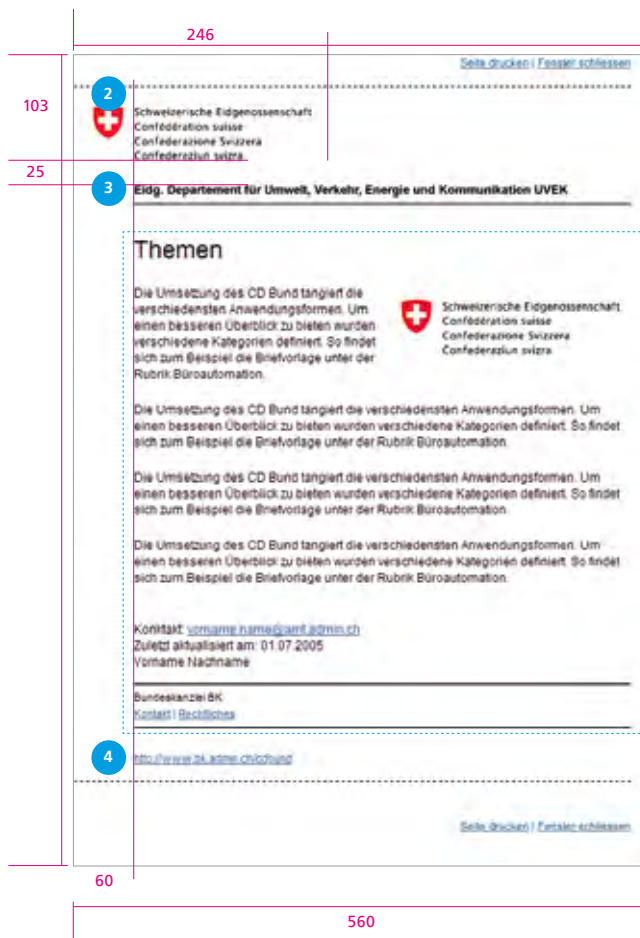 246
Seite drucken | Fenster schliessen
103
2
Schweizerische Eidgenossenschaft
Confédération suisse
Confederazione Svizzera
Confederaziun svizra
25
3
Eidg. Departement für Umwelt, Verkehr, Energie und Kommunikation UVEK
Themen
Die Umsetzung des CD Bund tangiert die
verschiedensten Anwendungsformen. Um
einen besseren Überblick zu bieten wurden
verschiedene Kategorien definiert. So findet
sich zum Beispiel die Briefvorlage unter der
Rubrik Büroautomation.
Schweizerische Eidgenossenschaft
Confédération suisse
Confederazione Svizzera
Confederaziun svizra
Die Umsetzung des CD Bund tangiert die verschiedensten Anwendungsformen. Um
einen besseren Überblick zu bieten wurden verschiedene Kategorien definiert. So findet
sich zum Beispiel die Briefvorlage unter der Rubrik Büroautomation.
Die Umsetzung des CD Bund tangiert die verschiedensten Anwendungsformen. Um
einen besseren Überblick zu bieten wurden verschiedene Kategorien definiert. So findet
sich zum Beispiel die Briefvorlage unter der Rubrik Büroautomation.
Die Umsetzung des CD Bund tangiert die verschiedensten Anwendungsformen. Um
einen besseren Überblick zu bieten wurden verschiedene Kategorien definiert. So findet
sich zum Beispiel die Briefvorlage unter der Rubrik Büroautomation.
Konktakt: vorname.name@amt.admin.ch
Zuletzt aktualisiert am: 01.07.2005
Vorname Nachname
Bundeskanzlei BK
Kontakt | Rechtliches
4
http://www.bk.admin.ch/cdbund
Seite drucken | Fenster schliessen
60
560